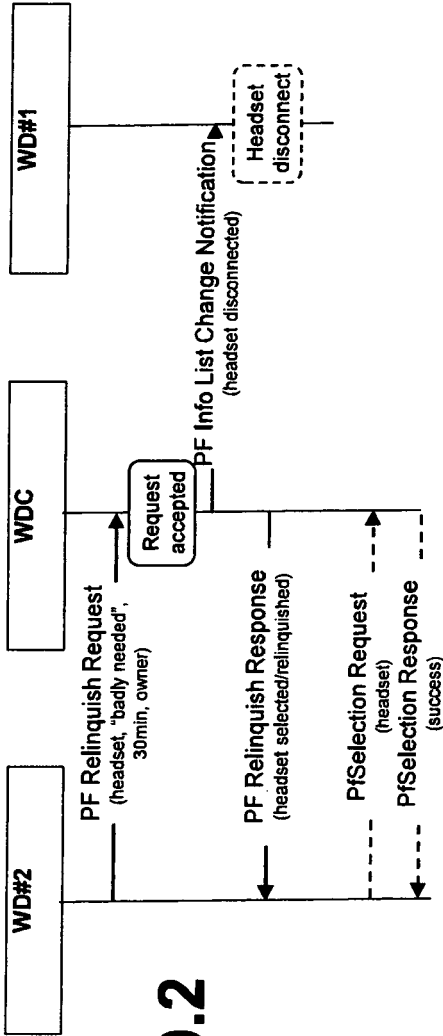 WD#2
WDC
WD#1
PF Relinquish Request
(headset, "badly needed",
30min, owner)
Request
accepted
PF Info List Change Notification
(headset disconnected)
Headset
disconnect
PF Relinquish Response
(headset selected/relinquished)
PfSelection Request
(headset)
PfSelection Response
(success)
.2